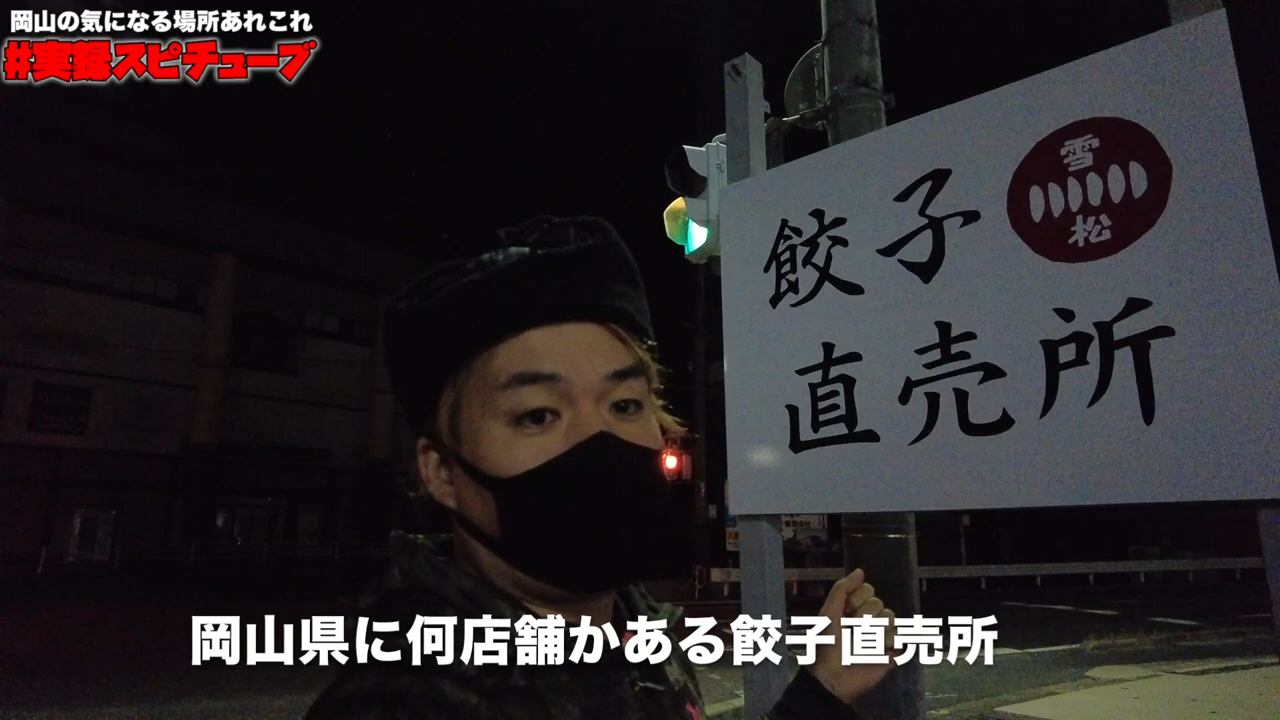 岡山の気になる場所あれこれ
#実録スピチューブ
雪
松
餃子
直売所
岡山県に何店舗かある餃子直売所